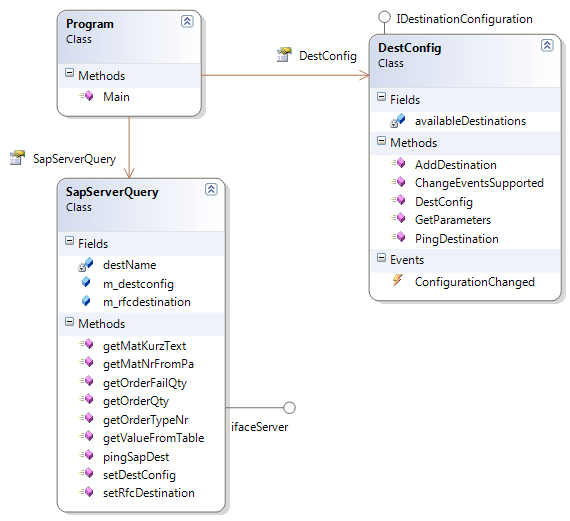 Program
Class
Methods
Main
DestConfig
IDestinationConfiguration
DestConfig
Class
Fields
availableDestinations
Methods
AddDestination
ChangeEventsSupported
DestConfig
GetParameters
PingDestination
Events
ConfigurationChanged
SapServerQuery
SapServerQuery
Class
Fields
destName
m_destconfig
m_rfcdestination
Methods
getMatKurzText
getMatNrFromPa
getOrderFailQty
getOrderQty
getOrderTypeNr
getValueFromTable
pingSapDest
setDestConfig
setRfcDestination
ifaceServer